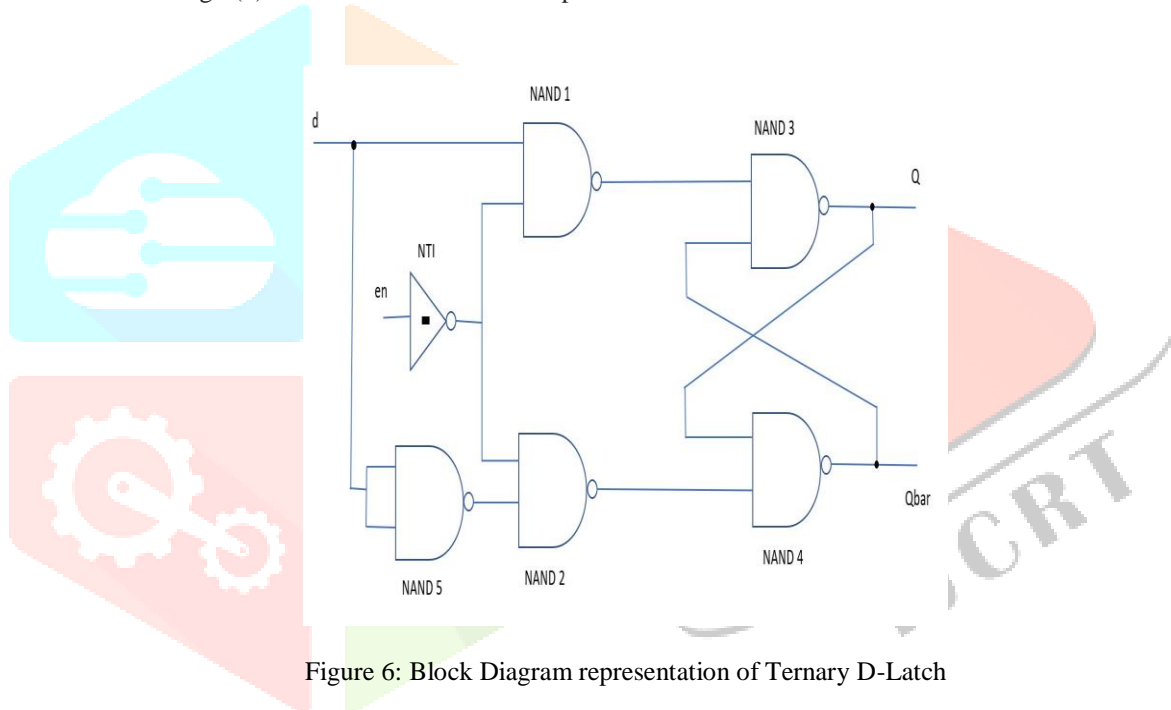 NAND 1
d
NAND 3
Q
NTI
en
Qbar
NAND 5
NAND 2
NAND 4
CRT
Figure 6: Block Diagram representation of Ternary D-Latch